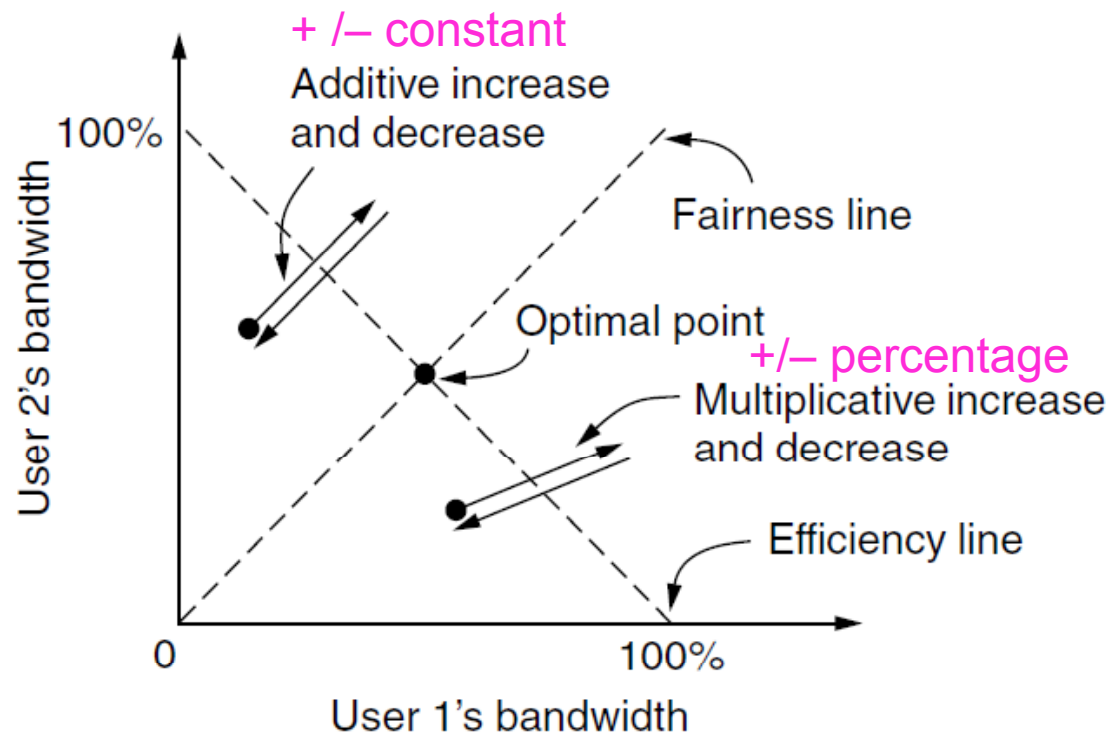 + /– constant
Additive increase
and decrease
100%
User 2's bandwidth
Fairness line
Optimal point
+/– percentage
Multiplicative increase
and decrease
Efficiency line
0
100%
User 1's bandwidth